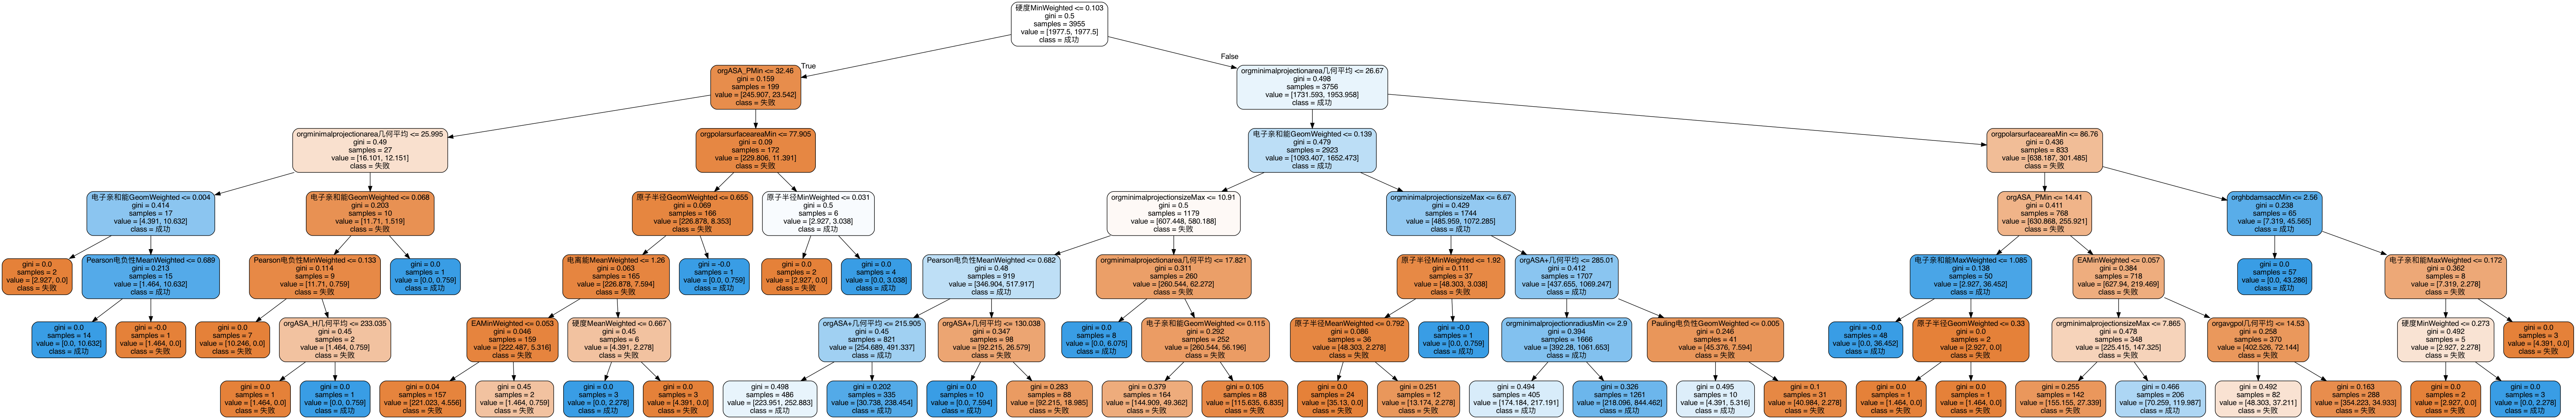 硬度MinWeighted <= 0.103
gini = 0.5
samples = 3955
value = [1977.5, 1977.5]
class = 成功
True
False
orgASA_PMin <= 32.46
gini = 0.159
samples = 199
value = [245.907, 23.542]
class = 失败
orgminimalprojectionarea几何平均 <= 26.67
gini = 0.498
samples = 3756
value = [1731.593, 1953.958]
class = 成功
orgminimalprojectionarea几何平均 <= 25.995
gini = 0.49
samples = 27
value = [16.101, 12.151]
class = 失败
orgpolarsurfaceareaMin <= 77.905
gini = 0.09
samples = 172
value = [229.806, 11.391]
class = 失败
电子亲和能GeomWeighted <= 0.139
gini = 0.479
samples = 2923
value = [1093.407, 1652.473]
class = 成功
orgpolarsurfaceareaMin <= 86.76
gini = 0.436
samples = 833
value = [638.187, 301.485]
class = 失败
电子亲和能GeomWeighted <= 0.004
gini = 0.414
samples = 17
value = [4.391, 10.632]
class = 成功
电子亲和能GeomWeighted <= 0.068
gini = 0.203
samples = 10
value = [11.71, 1.519]
class = 失败
原子半径GeomWeighted <= 0.655
gini = 0.069
samples = 166
value = [226.878, 8.353]
class = 失败
原子半径MinWeighted <= 0.031
gini = 0.5
samples = 6
value = [2.927, 3.038]
class = 成功
orgminimalprojectionsizeMax <= 10.91
gini = 0.5
samples = 1179
value = [607.448, 580.188]
class = 失败
orgminimalprojectionsizeMax <= 6.67
gini = 0.429
samples = 1744
value = [485.959, 1072.285]
class = 成功
orgASA_PMin <= 14.41
gini = 0.411
samples = 768
value = [630.868, 255.921]
class = 失败
orghbdamsaccMin <= 2.56
gini = 0.238
samples = 65
value = [7.319, 45.565]
class = 成功
gini = 0.0
samples = 2
value = [2.927, 0.0]
class = 失败
Pearson电负性MeanWeighted <= 0.689
gini = 0.213
samples = 15
value = [1.464, 10.632]
class = 成功
Pearson电负性MinWeighted <= 0.133
gini = 0.114
samples = 9
value = [11.71, 0.759]
class = 失败
gini = 0.0
samples = 1
value = [0.0, 0.759]
class = 成功
电离能MeanWeighted <= 1.26
gini = 0.063
samples = 165
value = [226.878, 7.594]
class = 失败
gini = -0.0
samples = 1
value = [0.0, 0.759]
class = 成功
gini = 0.0
samples = 2
value = [2.927, 0.0]
class = 失败
gini = 0.0
samples = 4
value = [0.0, 3.038]
class = 成功
Pearson电负性MeanWeighted <= 0.682
gini = 0.48
samples = 919
value = [346.904, 517.917]
class = 成功
orgminimalprojectionarea几何平均 <= 17.821
gini = 0.311
samples = 260
value = [260.544, 62.272]
class = 失败
原子半径MinWeighted <= 1.92
gini = 0.111
samples = 37
value = [48.303, 3.038]
class = 失败
orgASA+几何平均 <= 285.01
gini = 0.412
samples = 1707
value = [437.655, 1069.247]
class = 成功
电子亲和能MaxWeighted <= 1.085
gini = 0.138
samples = 50
value = [2.927, 36.452]
class = 成功
EAMinWeighted <= 0.057
gini = 0.384
samples = 718
value = [627.94, 219.469]
class = 失败
gini = 0.0
samples = 57
value = [0.0, 43.286]
class = 成功
电子亲和能MaxWeighted <= 0.172
gini = 0.362
samples = 8
value = [7.319, 2.278]
class = 失败
gini = 0.0
samples = 14
value = [0.0, 10.632]
class = 成功
gini = -0.0
samples = 1
value = [1.464, 0.0]
class = 失败
gini = 0.0
samples = 7
value = [10.246, 0.0]
class = 失败
orgASA_H几何平均 <= 233.035
gini = 0.45
samples = 2
value = [1.464, 0.759]
class = 失败
EAMinWeighted <= 0.053
gini = 0.046
samples = 159
value = [222.487, 5.316]
class = 失败
硬度MeanWeighted <= 0.667
gini = 0.45
samples = 6
value = [4.391, 2.278]
class = 失败
orgASA+几何平均 <= 215.905
gini = 0.45
samples = 821
value = [254.689, 491.337]
class = 成功
orgASA+几何平均 <= 130.038
gini = 0.347
samples = 98
value = [92.215, 26.579]
class = 失败
gini = 0.0
samples = 8
value = [0.0, 6.075]
class = 成功
电子亲和能GeomWeighted <= 0.115
gini = 0.292
samples = 252
value = [260.544, 56.196]
class = 失败
原子半径MeanWeighted <= 0.792
gini = 0.086
samples = 36
value = [48.303, 2.278]
class = 失败
gini = -0.0
samples = 1
value = [0.0, 0.759]
class = 成功
orgminimalprojectionradiusMin <= 2.9
gini = 0.394
samples = 1666
value = [392.28, 1061.653]
class = 成功
Pauling电负性GeomWeighted <= 0.005
gini = 0.246
samples = 41
value = [45.376, 7.594]
class = 失败
gini = -0.0
samples = 48
value = [0.0, 36.452]
class = 成功
原子半径GeomWeighted <= 0.33
gini = 0.0
samples = 2
value = [2.927, 0.0]
class = 失败
orgminimalprojectionsizeMax <= 7.865
gini = 0.478
samples = 348
value = [225.415, 147.325]
class = 失败
orgavgpol几何平均 <= 14.53
gini = 0.258
samples = 370
value = [402.526, 72.144]
class = 失败
硬度MinWeighted <= 0.273
gini = 0.492
samples = 5
value = [2.927, 2.278]
class = 失败
gini = 0.0
samples = 3
value = [4.391, 0.0]
class = 失败
gini = 0.0
samples = 1
value = [1.464, 0.0]
class = 失败
gini = 0.0
samples = 1
value = [0.0, 0.759]
class = 成功
gini = 0.04
samples = 157
value = [221.023, 4.556]
class = 失败
gini = 0.45
samples = 2
value = [1.464, 0.759]
class = 失败
gini = 0.0
samples = 3
value = [0.0, 2.278]
class = 成功
gini = 0.0
samples = 3
value = [4.391, 0.0]
class = 失败
gini = 0.498
samples = 486
value = [223.951, 252.883]
class = 成功
gini = 0.202
samples = 335
value = [30.738, 238.454]
class = 成功
gini = 0.0
samples = 10
value = [0.0, 7.594]
class = 成功
gini = 0.283
samples = 88
value = [92.215, 18.985]
class = 失败
gini = 0.379
samples = 164
value = [144.909, 49.362]
class = 失败
gini = 0.105
samples = 88
value = [115.635, 6.835]
class = 失败
gini = 0.0
samples = 24
value = [35.13, 0.0]
class = 失败
gini = 0.251
samples = 12
value = [13.174, 2.278]
class = 失败
gini = 0.494
samples = 405
value = [174.184, 217.191]
class = 成功
gini = 0.326
samples = 1261
value = [218.096, 844.462]
class = 成功
gini = 0.495
samples = 10
value = [4.391, 5.316]
class = 成功
gini = 0.1
samples = 31
value = [40.984, 2.278]
class = 失败
gini = 0.0
samples = 1
value = [1.464, 0.0]
class = 失败
gini = 0.0
samples = 1
value = [1.464, 0.0]
class = 失败
gini = 0.255
samples = 142
value = [155.155, 27.339]
class = 失败
gini = 0.466
samples = 206
value = [70.259, 119.987]
class = 成功
gini = 0.492
samples = 82
value = [48.303, 37.211]
class = 失败
gini = 0.163
samples = 288
value = [354.223, 34.933]
class = 失败
gini = 0.0
samples = 2
value = [2.927, 0.0]
class = 失败
gini = 0.0
samples = 3
value = [0.0, 2.278]
class = 成功